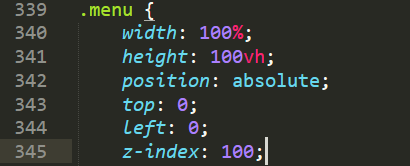 339 .menu {
340 width: 100%;
341 height: 100vh;
342 position: absolute;
343 top: 0;
344 left: 0;
345 z-index: 100;